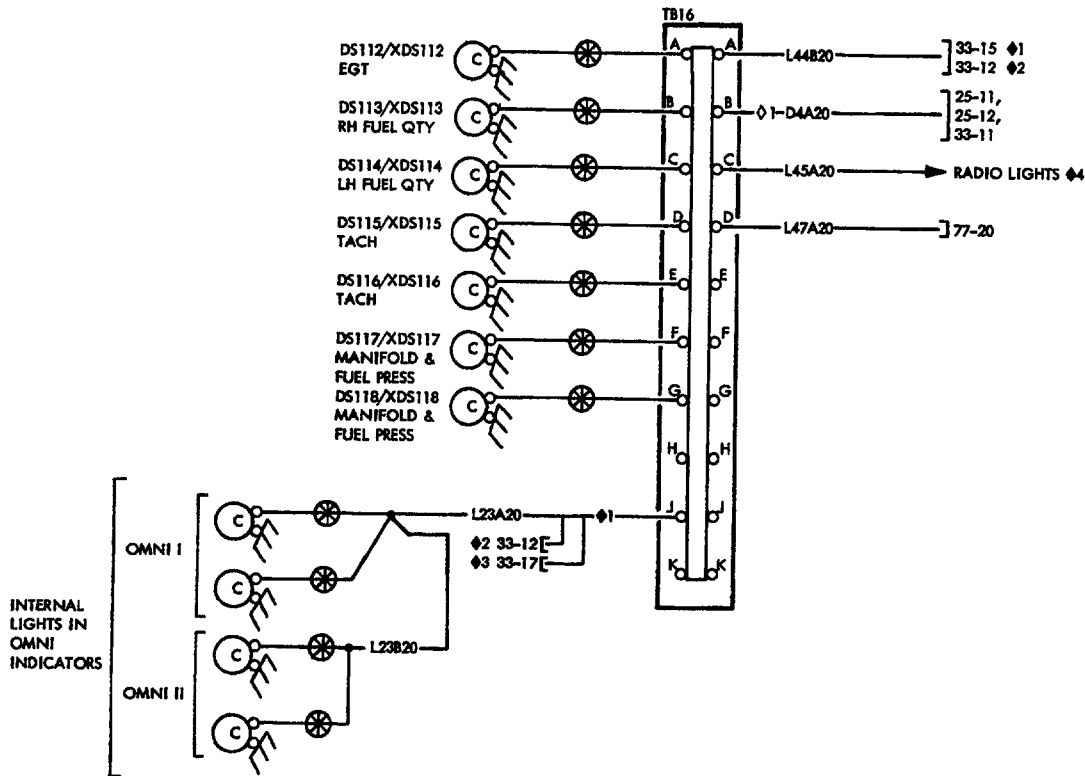 TB16
DS112/XDS112
EGT
C
A
A
L44B20
33-15 ♦1
33-12 ♦2
DS113/XDS113
RH FUEL QTY
C
B
B
◊1-D4A20
25-11,
25-12,
33-11
DS114/XDS114
LH FUEL QTY
C
C
C
L45A20
RADIO LIGHTS ♦4
DS115/XDS115
TACH
C
D
D
L47A20
77-20
DS116/XDS116
TACH
C
E
E
DS117/XDS117
MANIFOLD &
FUEL PRESS
C
F
F
DS118/XDS118
MANIFOLD &
FUEL PRESS
C
G
G
H
H
INTERNAL
LIGHTS IN
OMNI
INDICATORS
OMNI I
C
C
L23A20
♦1
J
J
♦2 33-12
♦3 33-17
K
K
OMNI II
C
C
L23B20